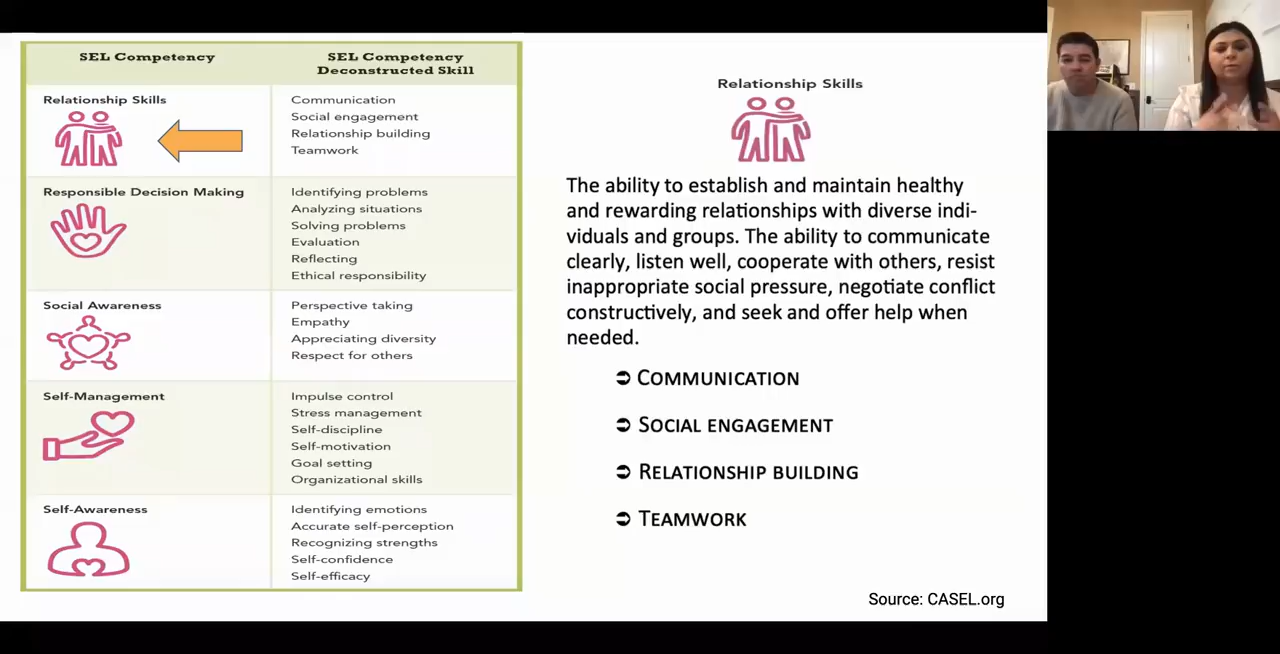 SEL Competency
SEL Competency
Deconstructed Skill
Relationship Skills
Communication
Social engagement
Relationship building
Teamwork
Responsible Decision Making
Identifying problems
Analyzing situations
Solving problems
Evaluation
Reflecting
Ethical responsibility
Social Awareness
Perspective taking
Empathy
Appreciating diversity
Respect for others
Self-Management
Impulse control
Stress management
Self-discipline
Self-motivation
Goal setting
Organizational skills
Self-Awareness
Identifying emotions
Accurate self-perception
Recognizing strengths
Self-confidence
Self-efficacy
Relationship Skills
The ability to establish and maintain healthy
and rewarding relationships with diverse indi-
viduals and groups. The ability to communicate
clearly, listen well, cooperate with others, resist
inappropriate social pressure, negotiate conflict
constructively, and seek and offer help when
needed.
➲ COMMUNICATION
➲ SOCIAL ENGAGEMENT
➲ RELATIONSHIP BUILDING
➲ TEAMWORK
Source: CASEL.org